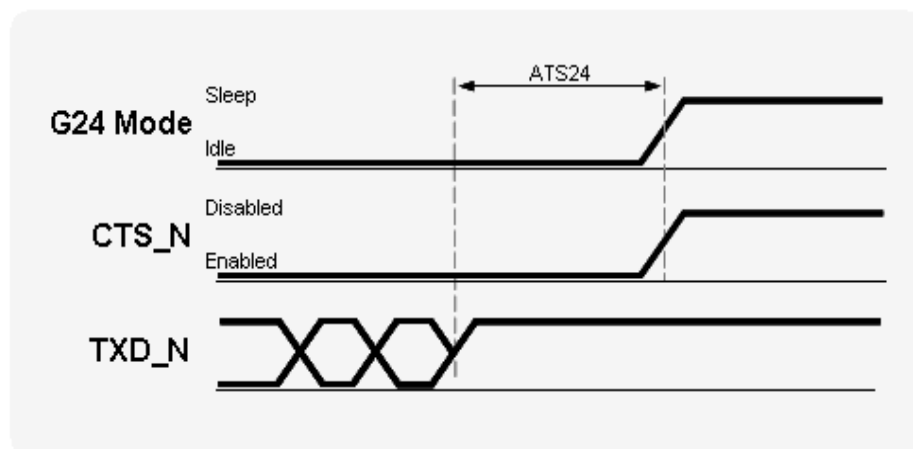 ATS24
Sleep
G24 Mode
Idle
Disabled
CTS_N
Enabled
TXD_N